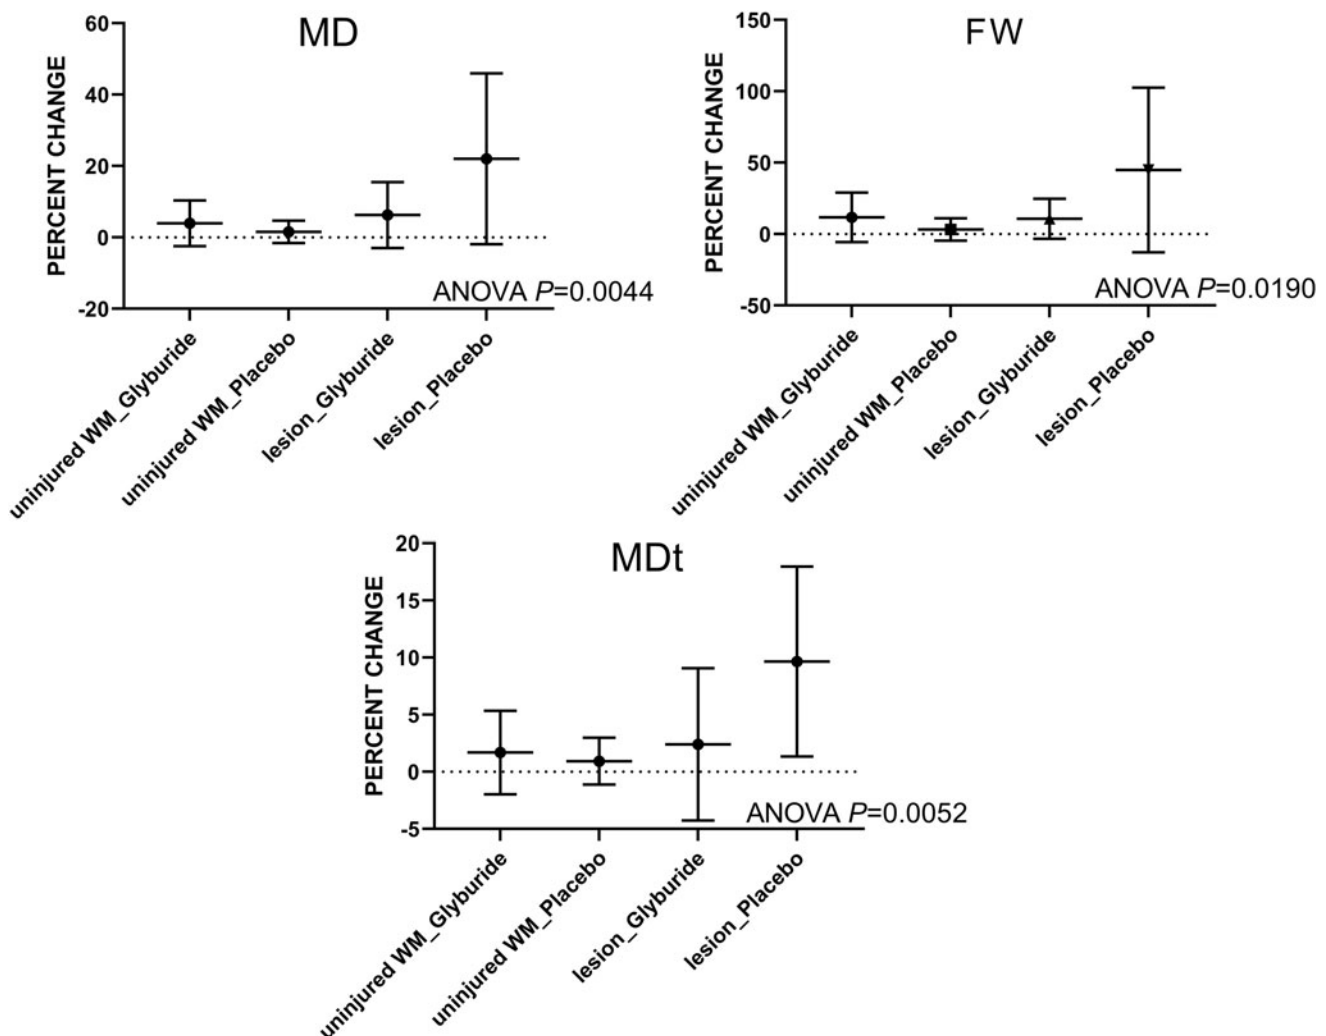 MD
PERCENT CHANGE
60
40
20
0
-20
ANOVA P=0.0044
uninjured WM_Glyburide
uninjured WM_Placebo
lesion_Glyburide
lesion_Placebo
FW
PERCENT CHANGE
150
100
50
0
-50
ANOVA P=0.0190
uninjured WM_Glyburide
uninjured WM_Placebo
lesion_Glyburide
lesion_Placebo
MDt
PERCENT CHANGE
20
15
10
5
0
-5
ANOVA P=0.0052
uninjured WM_Glyburide
uninjured WM_Placebo
lesion_Glyburide
lesion_Placebo